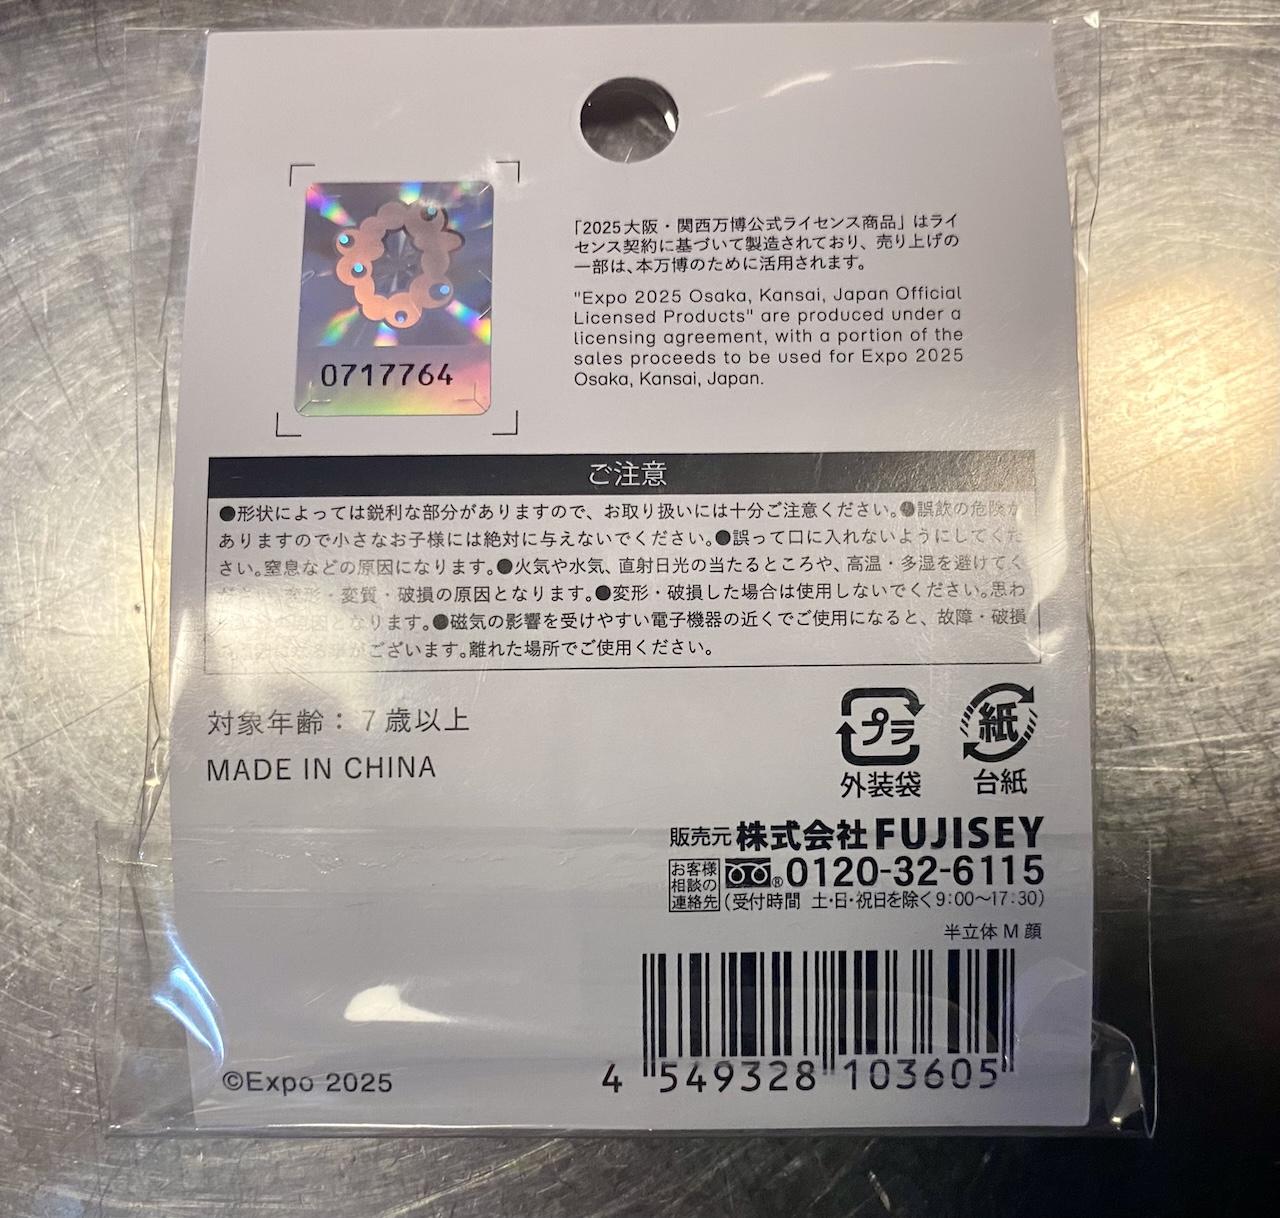 「2025大阪・関西万博公式ライセンス商品」はライ
センス契約に基づいて製造されており、売り上げの
一部は、本万博のために活用されます。
"Expo 2025 Osaka, Kansai, Japan Official
Licensed Products" are produced under a
licensing agreement, with a portion of the
sales proceeds to be used for Expo 2025
Osaka, Kansai, Japan.
0717764
ご注意
●形状によっては鋭利な部分がありますので、お取り扱いには十分ご注意ください。●誤飲の危険が
ありますので小さなお子様には絶対に与えないでください。●誤って口に入れないようにしてくだ
さい。窒息などの原因になります。●火気や水気、直射日光の当たるところや、高温・多湿を避けてく
変形・変質・破損の原因となります。●変形・破損した場合は使用しないでください。思わ
となります。●磁気の影響を受けやすい電子機器の近くでご使用になると、故障・破損
がございます。離れた場所でご使用ください。
対象年齢：7歳以上
MADE IN CHINA
プラ
外装袋
紙
台紙
販売元 株式会社FUJISEY
お客様相談の連絡先 ® 0120-32-6115
(受付時間 土・日・祝日を除く9:00〜17:30)
半立体 M 顔
4 549328 103605
©Expo 2025